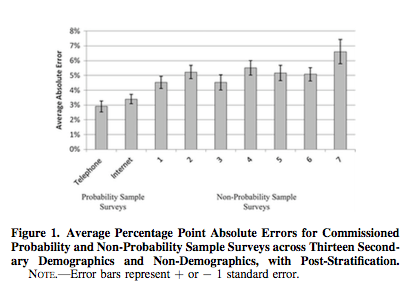 8%
7%
6%
5%
4%
3%
2%
1%
0%
Average Absolute Error
Telephone
Internet
1
2
3
4
5
6
7
Probability Sample
Surveys
Non-Probability Sample
Surveys
Figure 1. Average Percentage Point Absolute Errors for Commissioned
Probability and Non-Probability Sample Surveys across Thirteen Second-
ary Demographics and Non-Demographics, with Post-Stratification.
NOTE.—Error bars represent + or − 1 standard error.